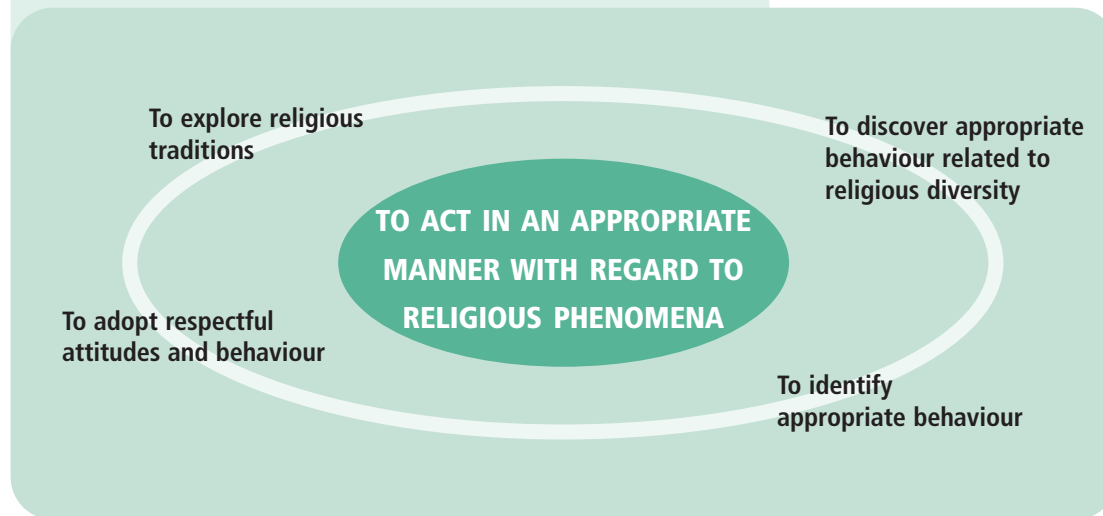 To explore religious
traditions
To discover appropriate
behaviour related to
religious diversity
TO ACT IN AN APPROPRIATE
MANNER WITH REGARD TO
RELIGIOUS PHENOMENA
To adopt respectful
attitudes and behaviour
To identify
appropriate behaviour